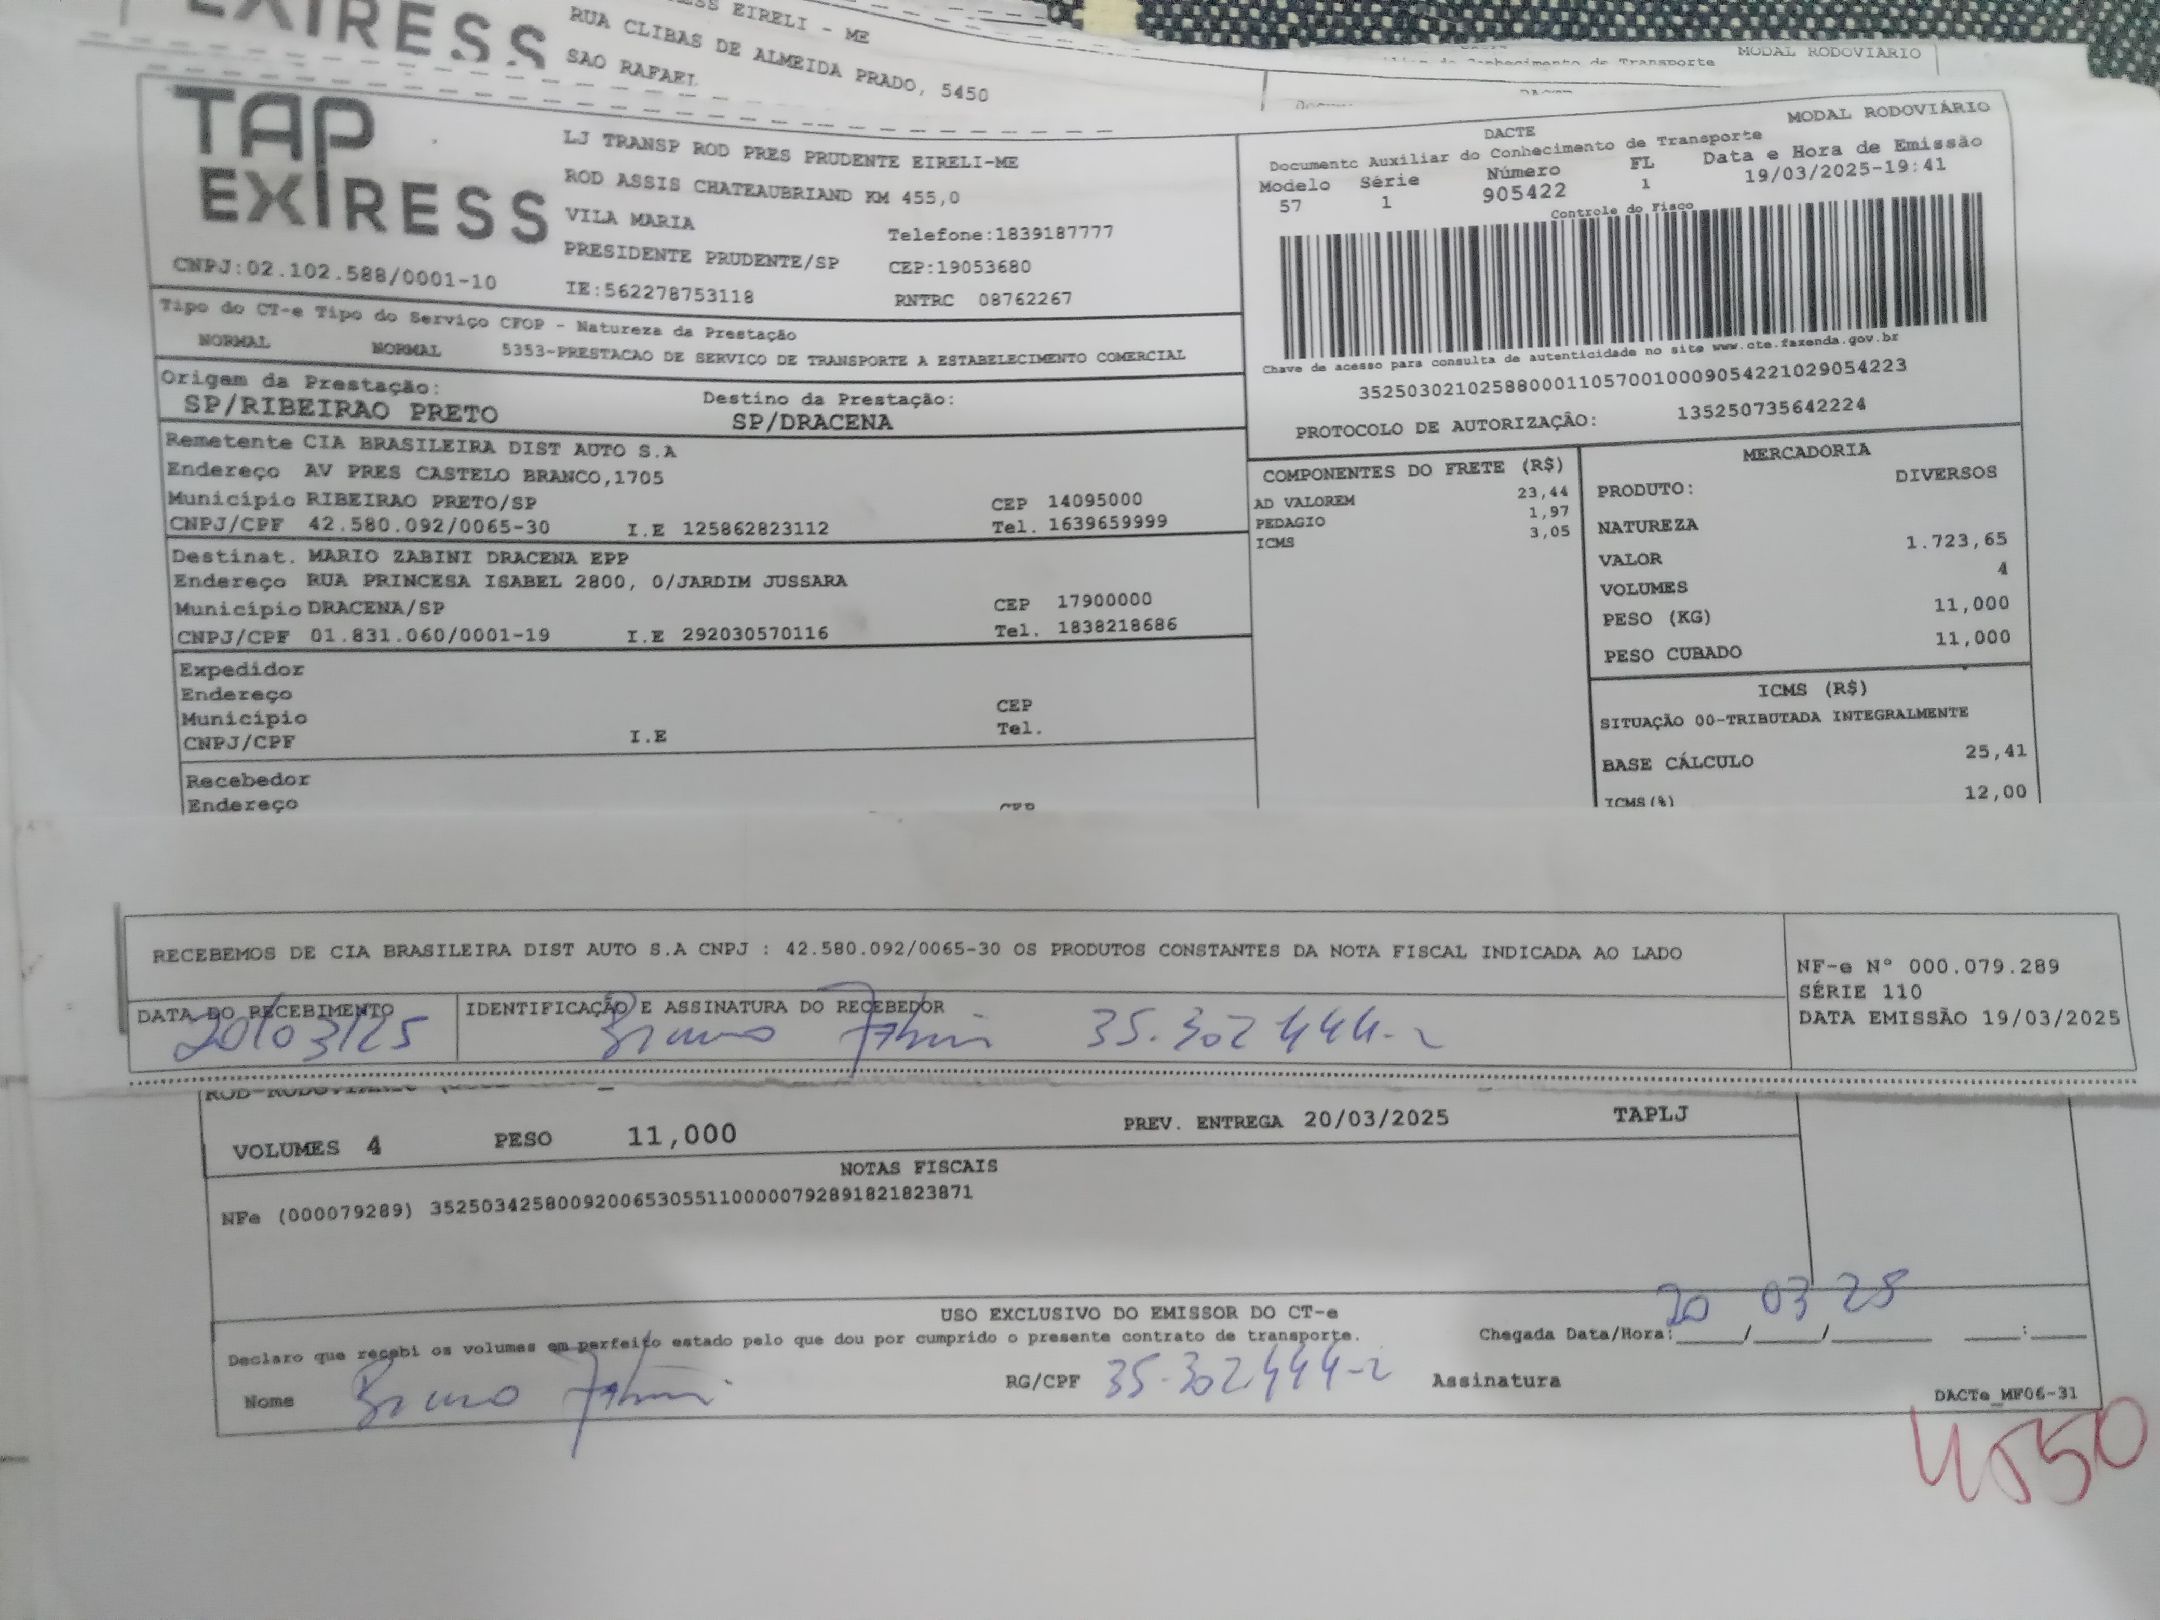 EXPRESS
SS EIRELI - ME
RUA CLIBAS DE ALMEIDA PRADO, 5450
SAO RAFAEL
MODAL RODOVIARIO
Conhecimento de Transporte
TAP
EXPRESS
CNPJ:02.102.588/0001-10
LJ TRANSP ROD PRES PRUDENTE EIRELI-ME
ROD ASSIS CHATEAUBRIAND KM 455,0
VILA MARIA
Telefone:1839187777
PRESIDENTE PRUDENTE/SP CEP:19053680
IE:562278753118 RNTRC 08762267
MODAL RODOVIÁRIO
DACTE
Documento Auxiliar do Conhecimento de Transporte
Modelo Série Número FL Data e Hora de Emissão
57 1 905422 1 19/03/2025-19:41
Controle do Fisco
Chave de acesso para consulta de autenticidade no site www.cte.fazenda.gov.br
35250302102588000110570010009054221029054223
PROTOCOLO DE AUTORIZAÇÃO: 135250735642224
Tipo do CT-e Tipo do Serviço CFOP - Natureza da Prestação
NORMAL NORMAL 5353-PRESTACAO DE SERVICO DE TRANSPORTE A ESTABELECIMENTO COMERCIAL
Origem da Prestação: Destino da Prestação:
SP/RIBEIRAO PRETO SP/DRACENA
Remetente CIA BRASILEIRA DIST AUTO S.A
Endereço AV PRES CASTELO BRANCO,1705
Município RIBEIRAO PRETO/SP CEP 14095000
CNPJ/CPF 42.580.092/0065-30 I.E 125862823112 Tel. 1639659999
Destinat. MARIO ZABINI DRACENA EPP
Endereço RUA PRINCESA ISABEL 2800, 0/JARDIM JUSSARA
Município DRACENA/SP CEP 17900000
CNPJ/CPF 01.831.060/0001-19 I.E 292030570116 Tel. 1838218686
Expedidor
Endereço
Município CEP
CNPJ/CPF I.E Tel.
Recebedor
Endereço CEP
COMPONENTES DO FRETE (R$)
AD VALOREM 23,44
PEDAGIO 1,97
ICMS 3,05
MERCADORIA
PRODUTO: DIVERSOS
NATUREZA
VALOR 1.723,65
VOLUMES 4
PESO (KG) 11,000
PESO CUBADO 11,000
ICMS (R$)
SITUAÇÃO 00-TRIBUTADA INTEGRALMENTE
BASE CÁLCULO 25,41
ICMS(%) 12,00
RECEBEMOS DE CIA BRASILEIRA DIST AUTO S.A CNPJ : 42.580.092/0065-30 OS PRODUTOS CONSTANTES DA NOTA FISCAL INDICADA AO LADO
NF-e Nº 000.079.289
SÉRIE 110
DATA EMISSÃO 19/03/2025
DATA DO RECEBIMENTO IDENTIFICAÇÃO E ASSINATURA DO RECEBEDOR
20/03/25 Bruno 35.302444-2
VOLUMES 4 PESO 11,000 PREV. ENTREGA 20/03/2025 TAPLJ
NOTAS FISCAIS
NFe (000079289) 35250342580092006530551100000792891821823871
USO EXCLUSIVO DO EMISSOR DO CT-e
Declaro que recebi os volumes em perfeito estado pelo que dou por cumprido o presente contrato de transporte. Chegada Data/Hora: 20/03/25 :
Nome Bruno RG/CPF 35-302444-2 Assinatura
DACTe_MF06-31
4550